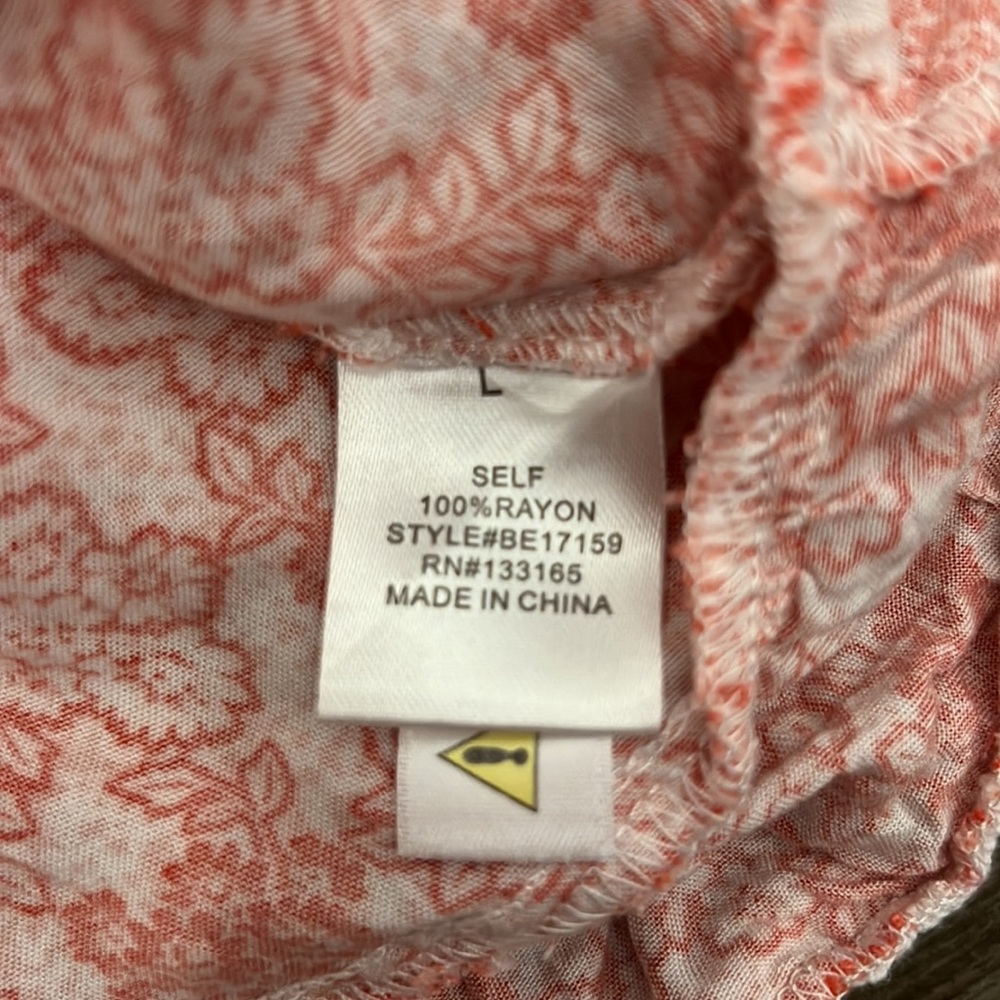 L
SELF
100%RAYON
STYLE#BE17159
RN#133165
MADE IN CHINA